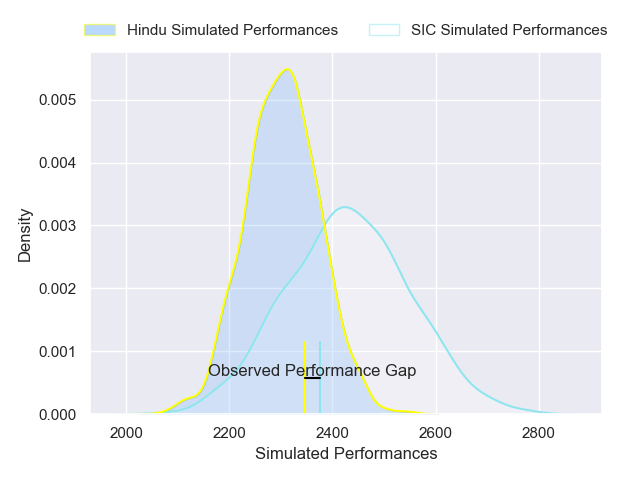 Hindu Simulated Performances
SIC Simulated Performances
Density
0.005
0.004
0.003
0.002
0.001
0.000
Observed Performance Gap
2000
2200
2400
2600
2800
Simulated Performances